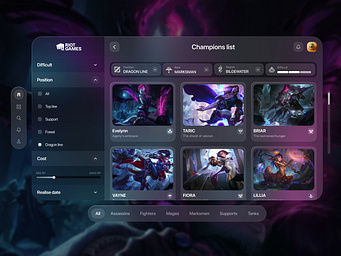 RIOT
GAMES
Champions list
Difficult
Position
All
Top line
Support
Forest
Dragon line
Cost
Realise date
Position
DRAGON LINE
Role
MARKSMAN
Region
BILGEWATER
Difficult
Evelynn
Agony's embrace
TARIC
The shield of valoran
BRIAR
The restrained hunger
VAYNE
FIORA
LILLIA
All
Assassins
Fighters
Mages
Marksmen
Supports
Tanks